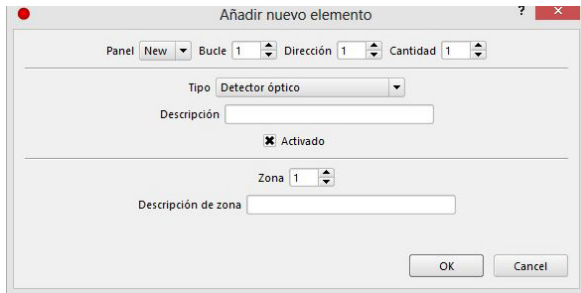 Añadir nuevo elemento ?
Panel New Bucle 1 Dirección 1 Cantidad 1
Tipo Detector óptico
Descripción
Activado
Zona 1
Descripción de zona
OK Cancel